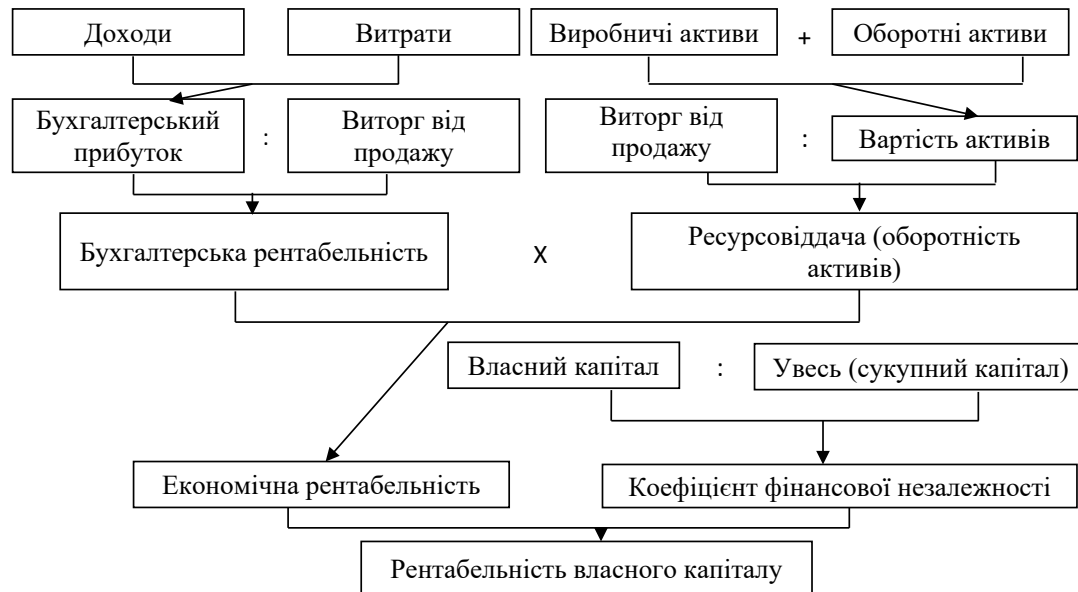 Доходи
Витрати
Виробничі активи
+
Оборотні активи
Бухгалтерський
прибуток
:
Виторг від
продажу
Виторг від
продажу
:
Вартість активів
Бухгалтерська рентабельність
X
Ресурсовіддача (оборотність
активів)
Власний капітал
:
Увесь (сукупний капітал)
Економічна рентабельність
Коефіцієнт фінансової незалежності
Рентабельність власного капіталу